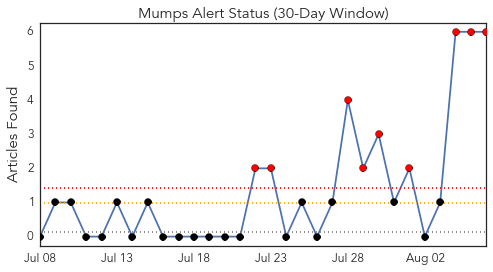 Mumps Alert Status (30-Day Window)
Articles Found
6
5
4
3
2
1
0
Jul 08
Jul 13
Jul 18
Jul 23
Jul 28
Aug 02